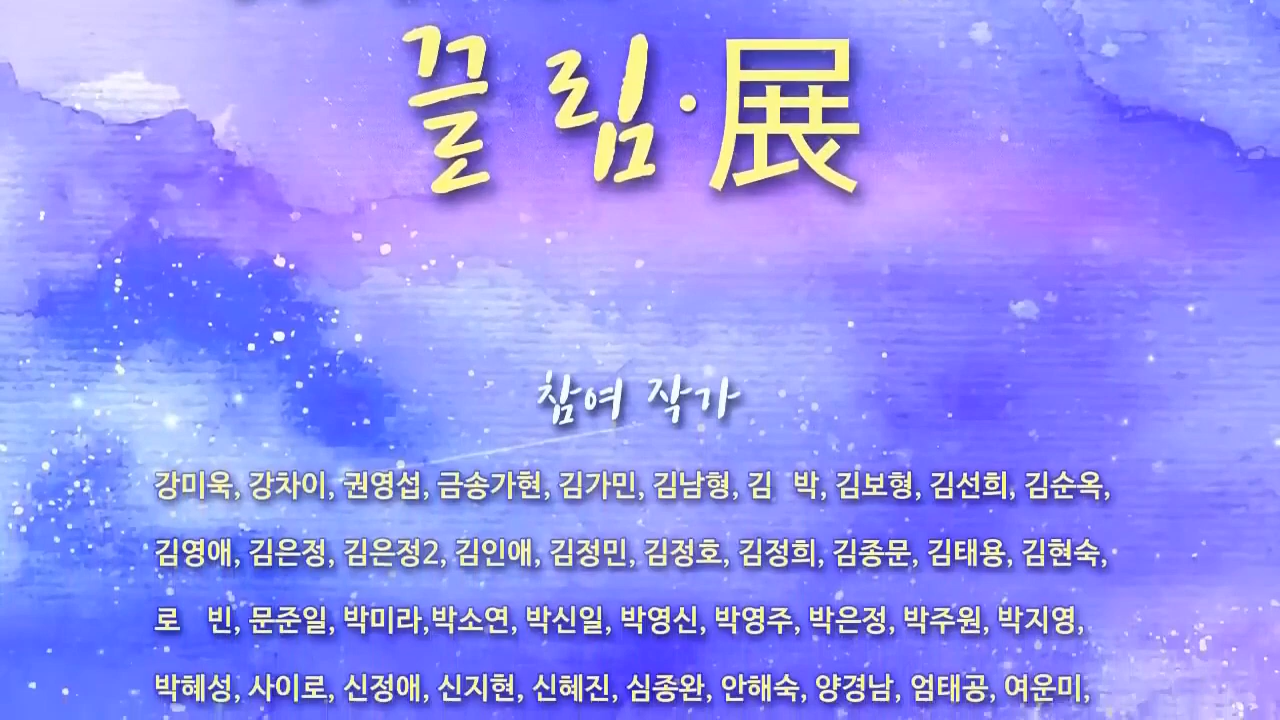 끌림·展
참여 작가
강미욱, 강차이, 권영섭, 금송가현, 김가민, 김남형, 김 박, 김보형, 김선희, 김순옥,
김영애, 김은정, 김은정2, 김인애, 김정민, 김정호, 김정희, 김종문, 김태용, 김현숙,
로 빈, 문준일, 박미라,박소연, 박신일, 박영신, 박영주, 박은정, 박주원, 박지영,
박혜성, 사이로, 신정애, 신지현, 신혜진, 심종완, 안해숙, 양경남, 엄태공, 여운미,